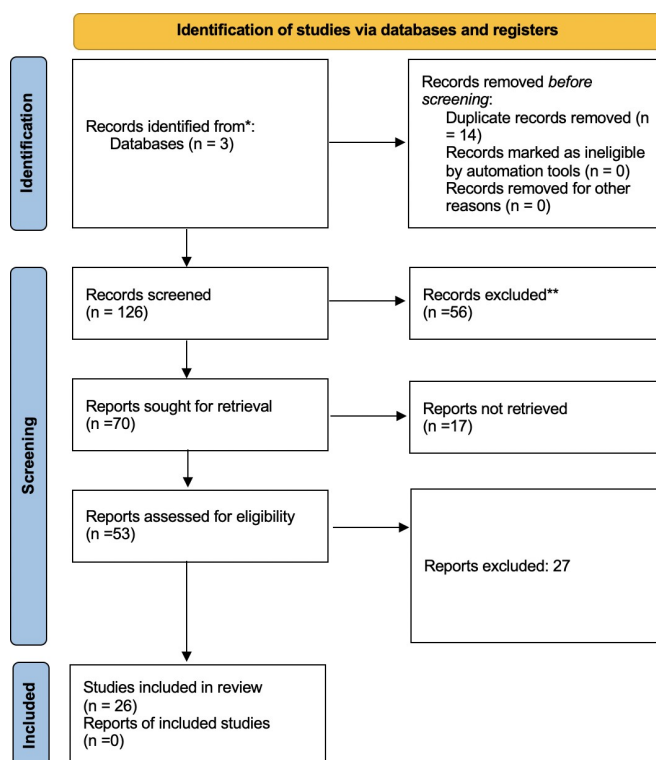 Identification of studies via databases and registers
Identification
Records identified from*:
Databases (n = 3)
Records removed before
screening:
Duplicate records removed (n
= 14)
Records marked as ineligible
by automation tools (n = 0)
Records removed for other
reasons (n = 0)
Screening
Records screened
(n = 126)
Records excluded**
(n =56)
Reports sought for retrieval
(n =70)
Reports not retrieved
(n =17)
Reports assessed for eligibility
(n =53)
Reports excluded: 27
Included
Studies included in review
(n = 26)
Reports of included studies
(n =0)